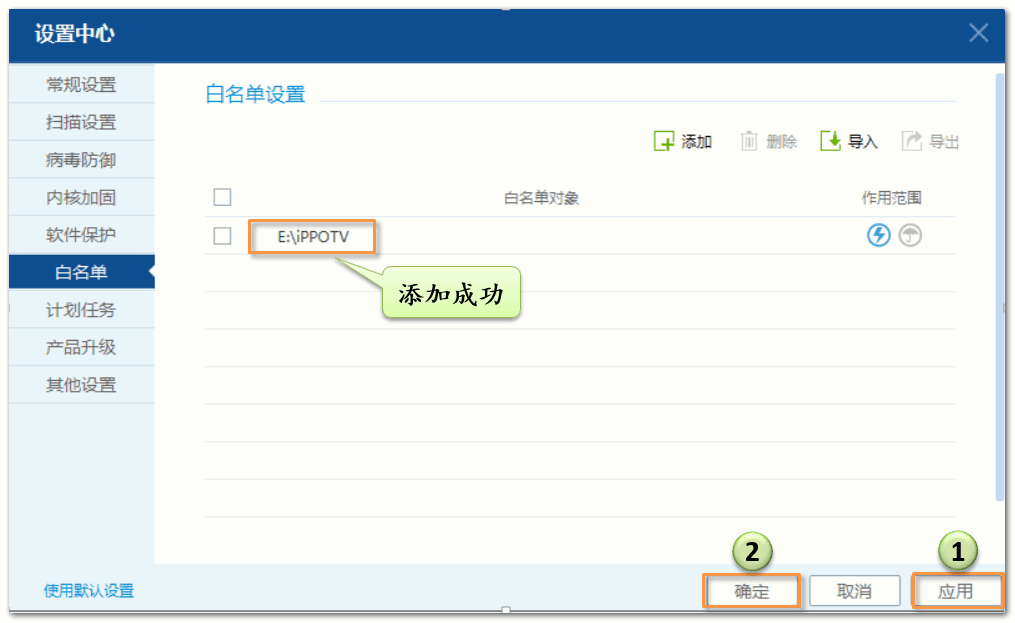 设置中心
常规设置
扫描设置
病毒防御
内核加固
软件保护
白名单
计划任务
产品升级
其他设置
白名单设置
添加 删除 导入 导出
白名单对象 作用范围
E:\iPPOTV
添加成功
2 1
使用默认设置 确定 取消 应用